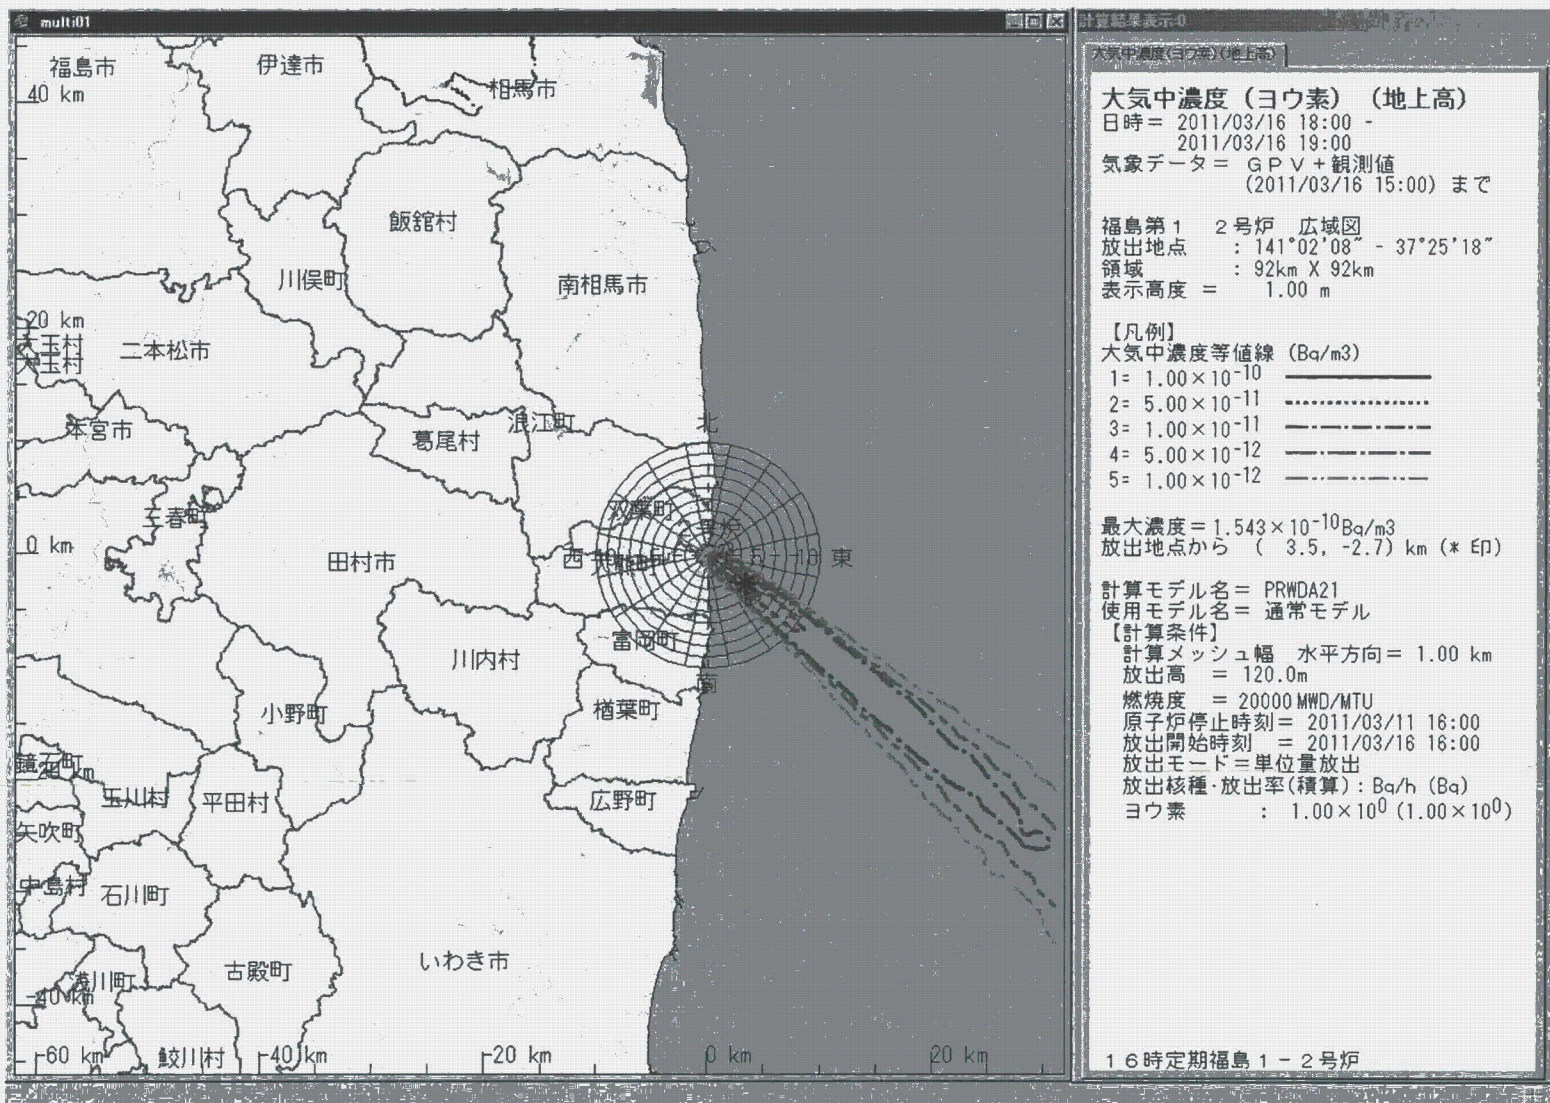 multi01
計算結果表示:0
大気中濃度(ヨウ素)(地上高)
福島市
伊達市
相馬市
40 km
飯舘村
川俣町
南相馬市
20 km
大玉村
大玉村
二本松市
本宮市
葛尾村
浪江町
北
三春町
双葉町
0 km
田村市
西
10
東
富岡町
川内村
南
小野町
楢葉町
鏡石町
玉川村
平田村
広野町
矢吹町
中島村
石川町
いわき市
古殿町
浅川町
-40 km
鮫川村
-60 km
-40 km
-20 km
0 km
20 km
大気中濃度(ヨウ素) (地上高)
日時= 2011/03/16 18:00 -
2011/03/16 19:00
気象データ= GPV+観測値
(2011/03/16 15:00) まで
福島第1 2号炉 広域図
放出地点 : 141°02'08" - 37°25'18"
領域 : 92km X 92km
表示高度 = 1.00 m
【凡例】
大気中濃度等値線 (Bq/m3)
1= 1.00×10-10
2= 5.00×10-11
3= 1.00×10-11
4= 5.00×10-12
5= 1.00×10-12
最大濃度=1.543×10-10Bq/m3
放出地点から ( 3.5, -2.7) km (* 印)
計算モデル名= PRWDA21
使用モデル名= 通常モデル
【計算条件】
計算メッシュ幅 水平方向= 1.00 km
放出高 = 120.0m
燃焼度 = 20000MWD/MTU
原子炉停止時刻= 2011/03/11 16:00
放出開始時刻 = 2011/03/16 16:00
放出モード=単位量放出
放出核種・放出率(積算): Bq/h (Bq)
ヨウ素 : 1.00×100 (1.00×100)
16時定期福島1-2号炉